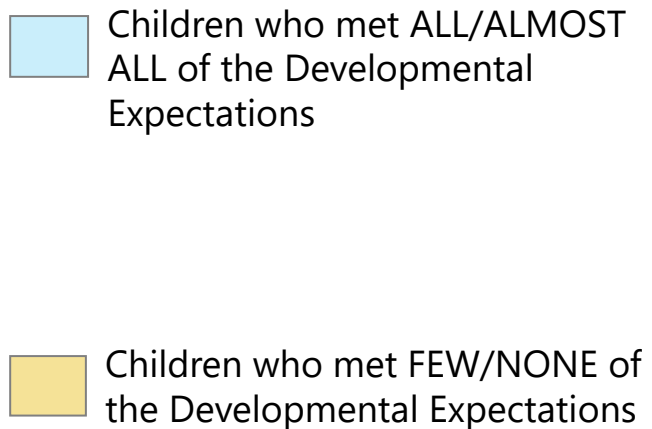 Children who met ALL/ALMOST
ALL of the Developmental
Expectations
Children who met FEW/NONE of
the Developmental Expectations